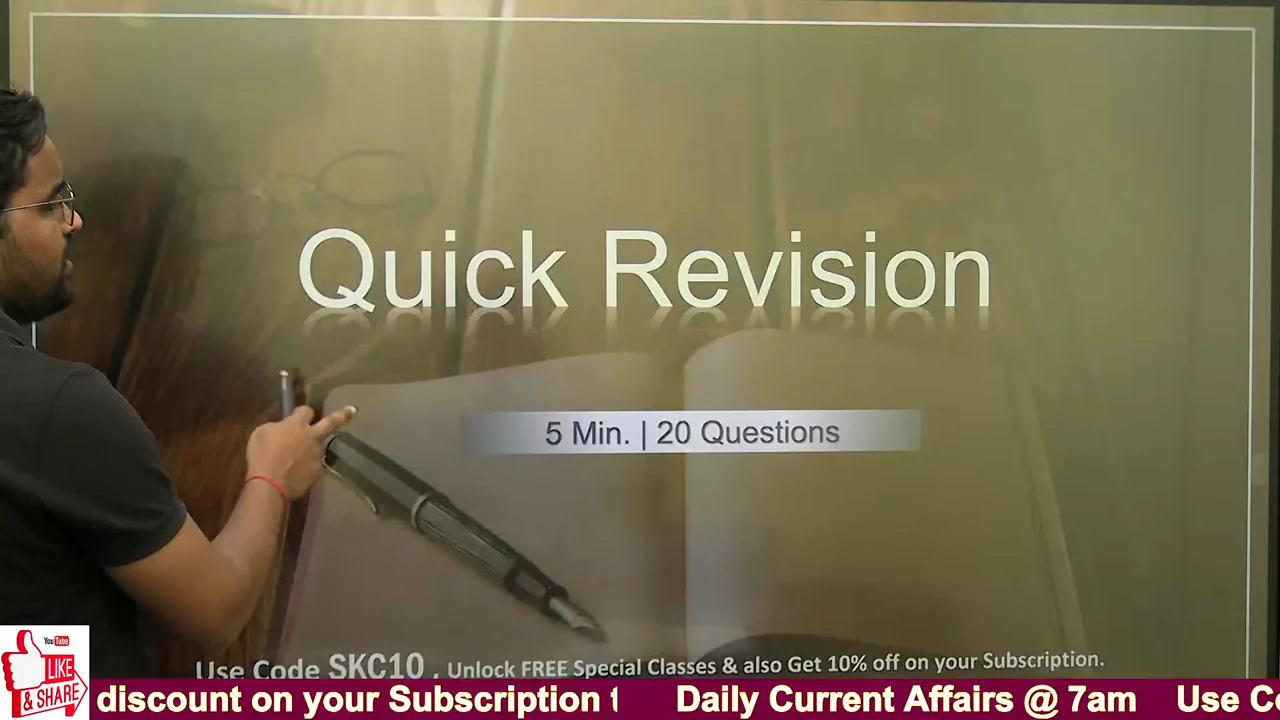 Quick Revision
5 Min. | 20 Questions
Use Code SKC10 , Unlock FREE Special Classes & also Get 10% off on your Subscription.
YouTube
LIKE
& SHARE
discount on your Subscription Daily Current Affairs @ 7am Use